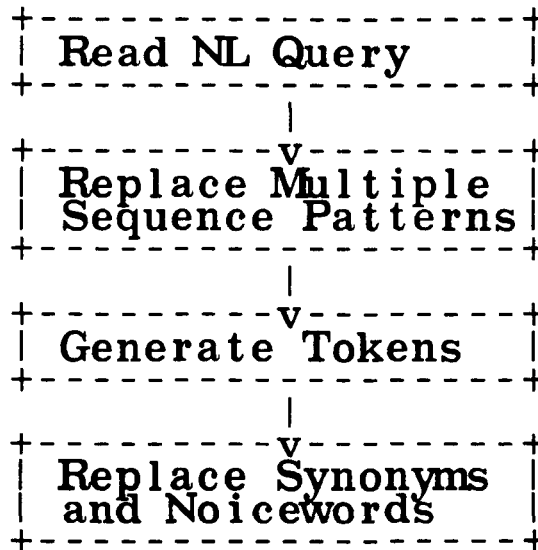 Read NL Query
Replace Multiple
Sequence Patterns
Generate Tokens
Replace Synonyms
and Noicewords